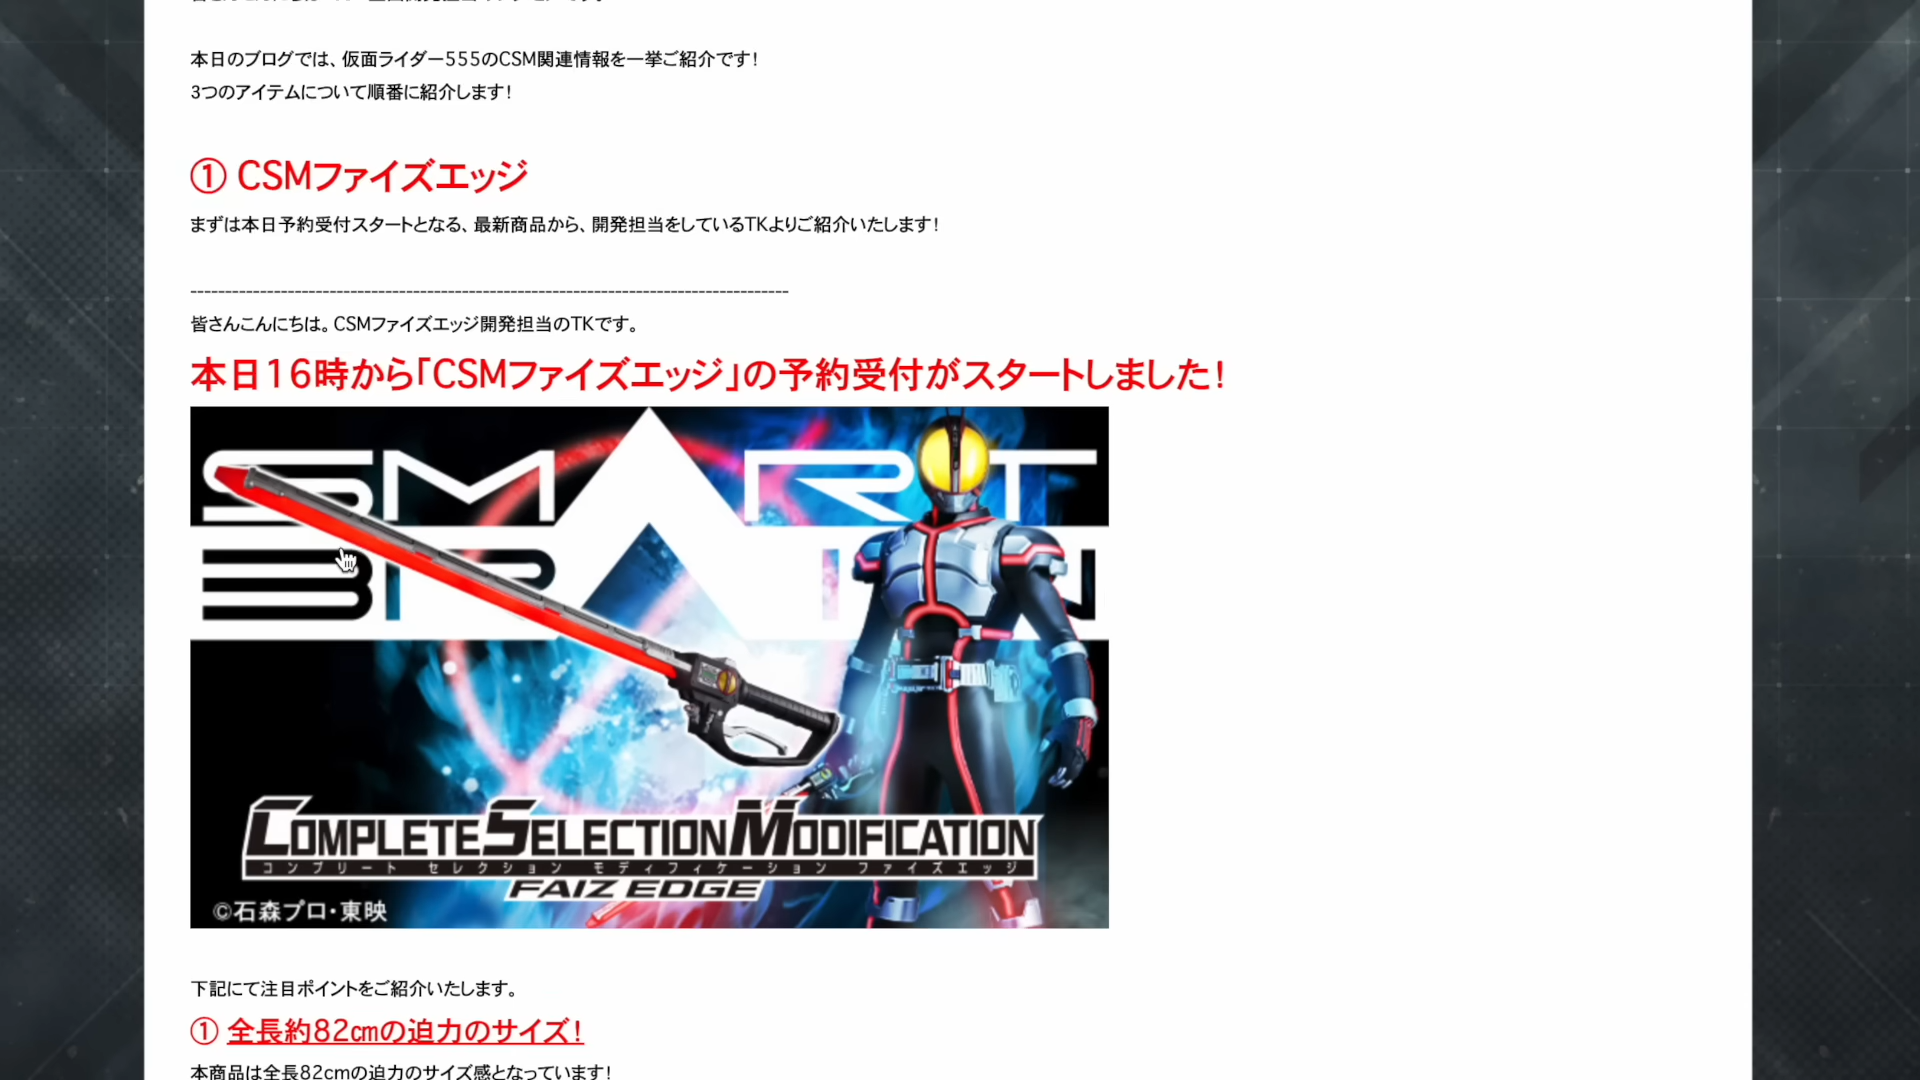 本日のブログでは、仮面ライダー555のCSM関連情報を一挙ご紹介です！
3つのアイテムについて順番に紹介します！
① CSMファイズエッジ
まずは本日予約受付スタートとなる、最新商品から、開発担当をしているTKよりご紹介いたします！
--------------------------------------------------------------------------------------
皆さんこんにちは。CSMファイズエッジ開発担当のTKです。
本日16時から「CSMファイズエッジ」の予約受付がスタートしました！
SMART
BRAIN
COMPLETE SELECTION MODIFICATION
コンプリート セレクション モディフィケーション ファイズエッジ
FAIZ EDGE
©石森プロ・東映
下記にて注目ポイントをご紹介いたします。
① 全長約82㎝の迫力のサイズ！
本商品は全長82cmの迫力のサイズ感となっています！